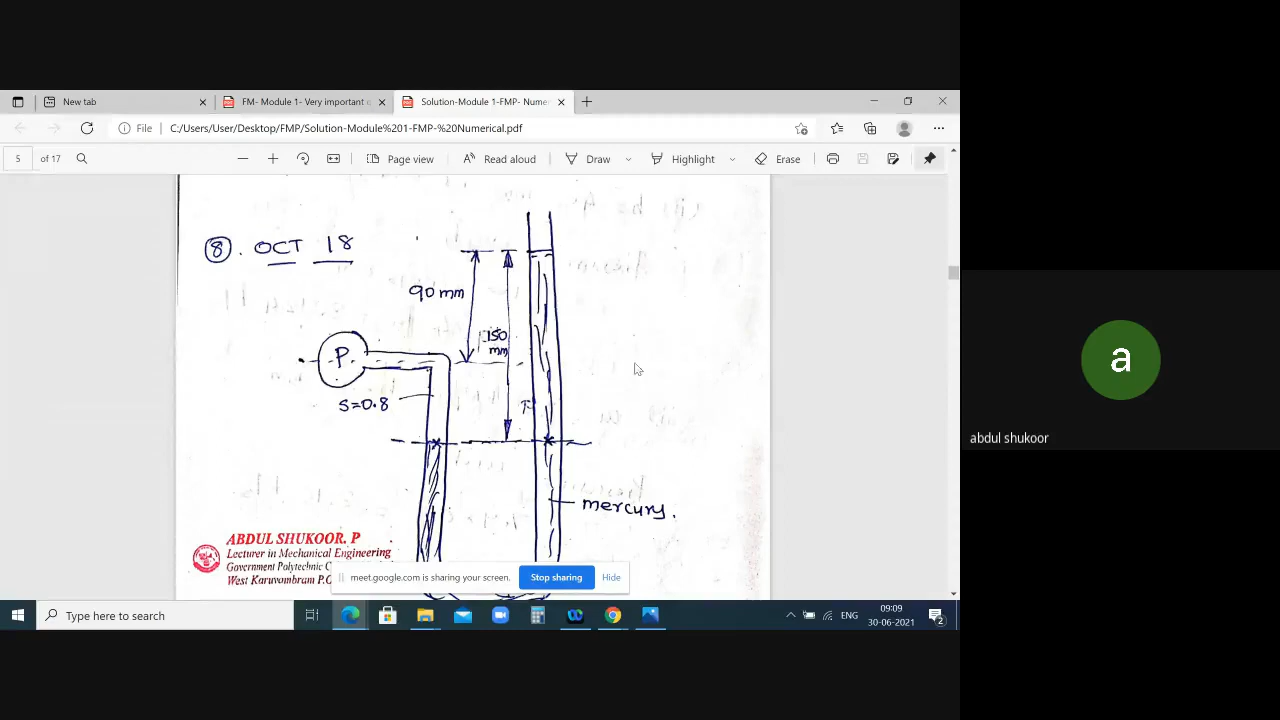 New tab
FM- Module 1- Very important
Solution-Module 1-FMP- Nume
File
C:/Users/User/Desktop/FMP/Solution-Module%201-FMP-%20Numerical.pdf
5
of 17
Page view
Read aloud
Draw
Highlight
Erase
8. OCT 18
90 mm
150
mm
P
S=0.8
mercury.
ABDUL SHUKOOR. P
Lecturer in Mechanical Engineering
Government Polytechnic C
West Karuvombram P.O
meet.google.com is sharing your screen.
Stop sharing
Hide
a
abdul shukoor
Type here to search
ENG
09:09
30-06-2021
2